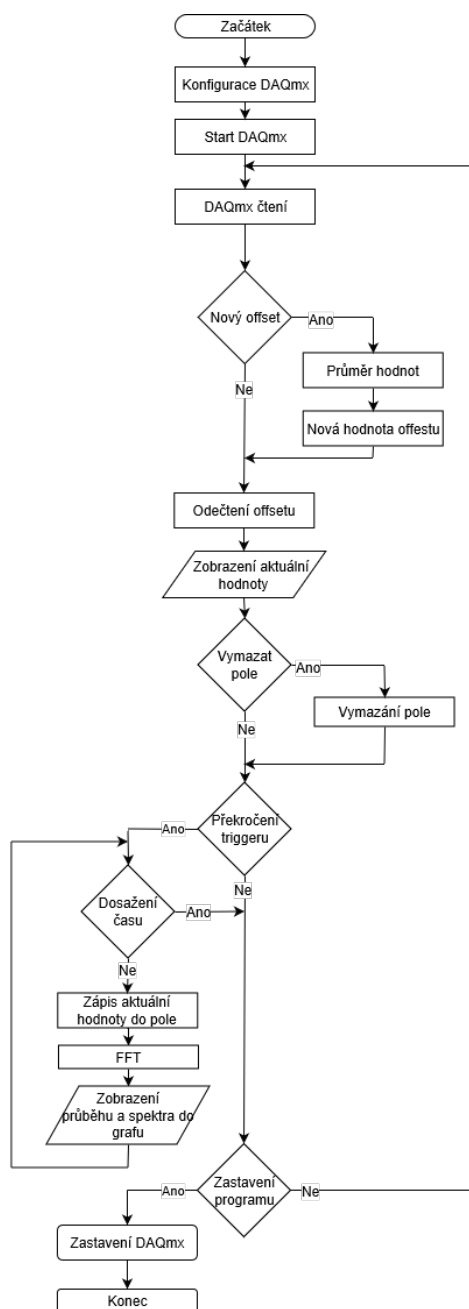 Začátek
Konfigurace DAQmx
Start DAQmx
DAQmx čtení
Nový offset
Ano
Ne
Průměr hodnot
Nová hodnota offestu
Odečtení offsetu
Zobrazení aktuální
hodnoty
Vymazat
pole
Ano
Ne
Vymazání pole
Překročení
triggeru
Ano
Ne
Dosažení
času
Ano
Ne
Zápis aktuální
hodnoty do pole
FFT
Zobrazení
průběhu a spektra do
grafu
Zastavení
programu
Ano
Ne
Zastavení DAQmx
Konec